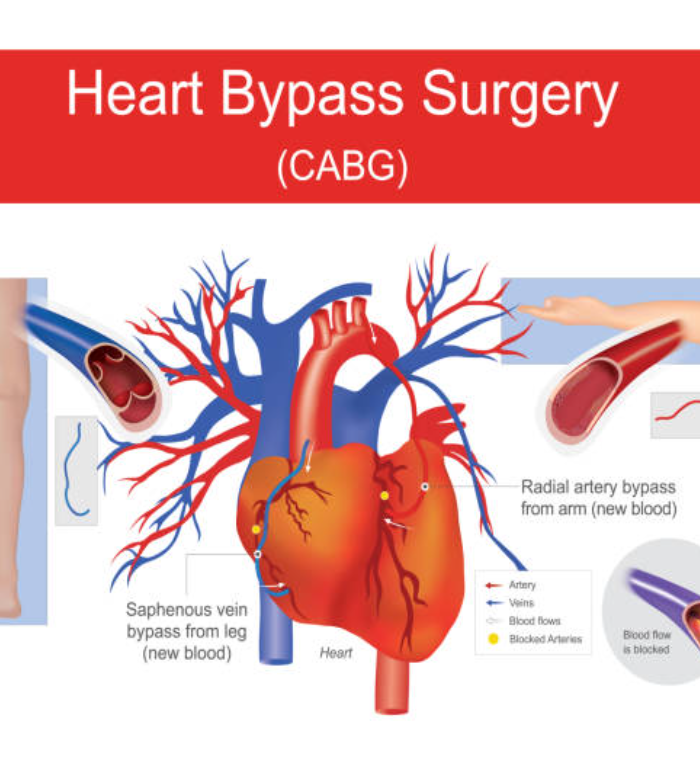 Heart Bypass Surgery
(CABG)
Radial artery bypass
from arm (new blood)
Artery
Veins
Blood flows
Blocked Arteries
Blood flow
is blocked
Saphenous vein
bypass from leg
(new blood)
Heart